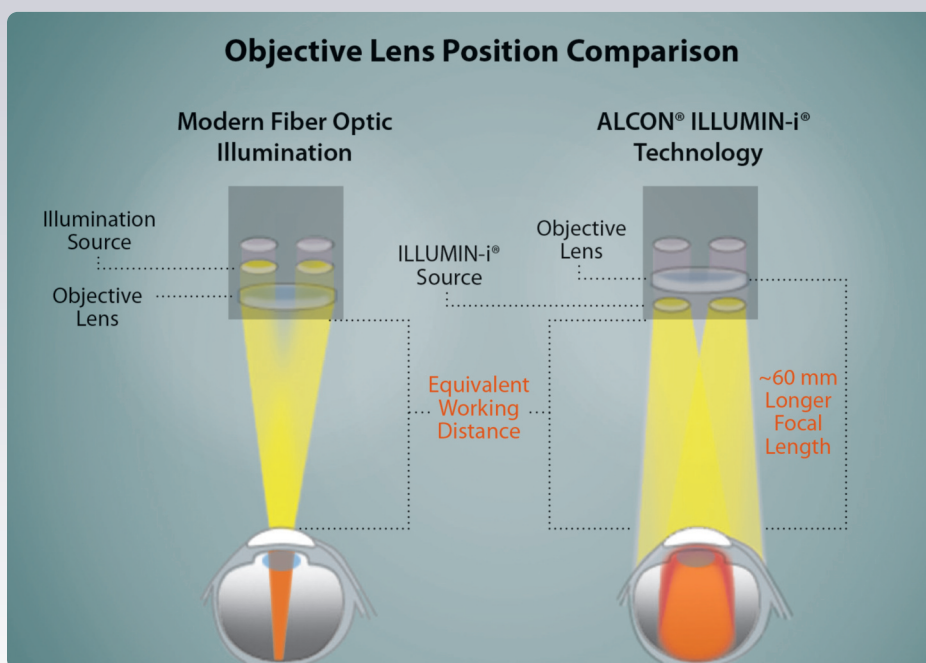 Objective Lens Position Comparison
Modern Fiber Optic
Illumination
ALCON® ILLUMIN-i®
Technology
Illumination
Source
Objective
Lens
ILLUMIN-i®
Source
Objective
Lens
Equivalent
Working
Distance
~60 mm
Longer
Focal
Length